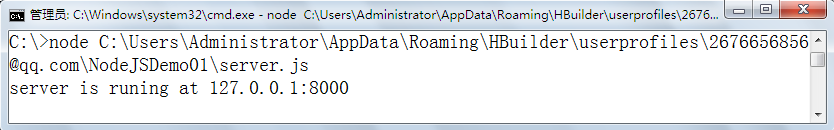 管理员: C:\Windows\system32\cmd.exe - node  C:\Users\Administrator\AppData\Roaming\HBuilder\userprofiles\2676...
C:\>node C:\Users\Administrator\AppData\Roaming\HBuilder\userprofiles\2676656856
@qq.com\NodeJSDemo01\server.js
server is runing at 127.0.0.1:8000